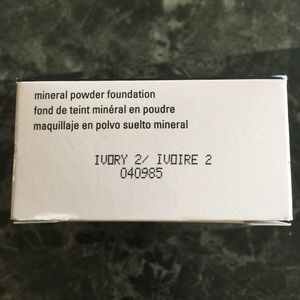 mineral powder foundation
fond de teint minéral en poudre
maquillaje en polvo suelto mineral
IVORY 2/ IVOIRE 2
040985